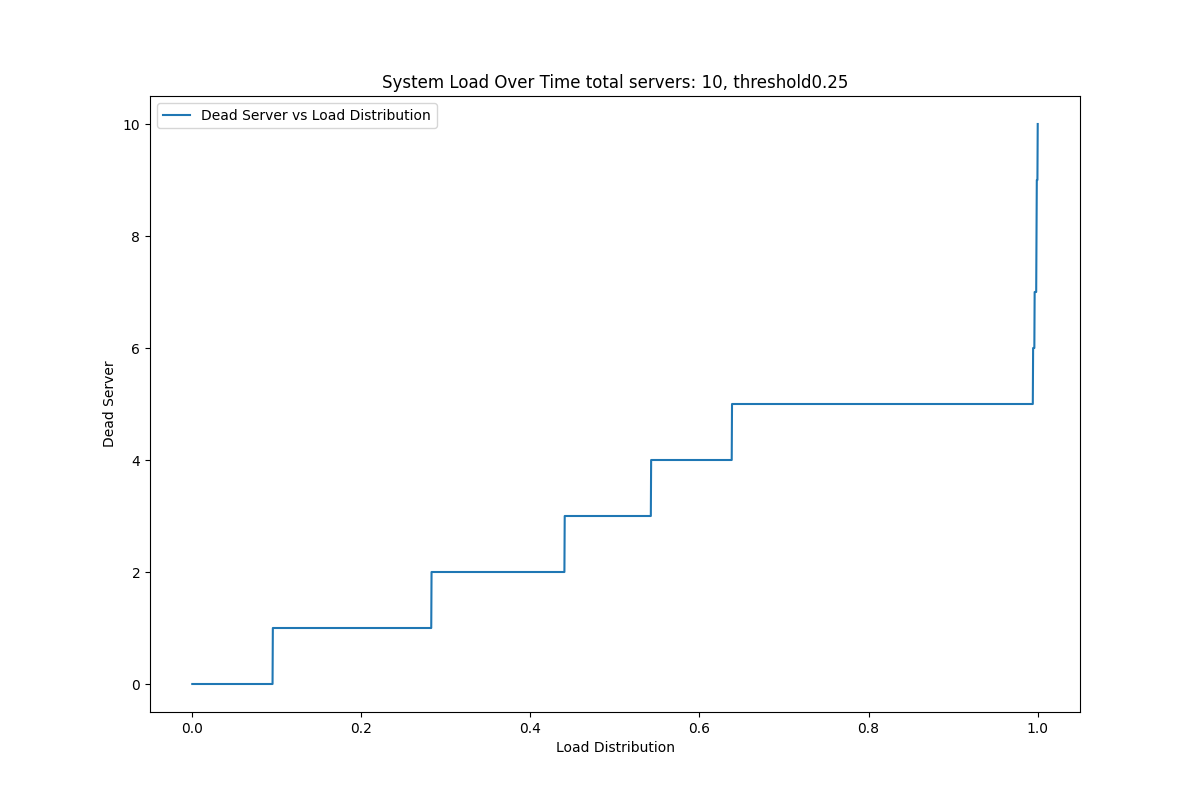 System Load Over Time total servers: 10, threshold0.25
Dead Server vs Load Distribution
10
8
6
4
2
0
Dead Server
0.0 0.2 0.4 0.6 0.8 1.0
Load Distribution